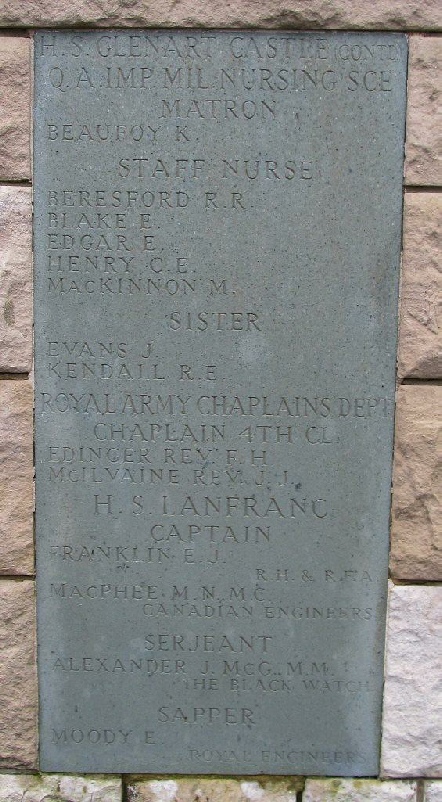 H. S. GLENART CASTLE (CONTD
Q. A. IMP. MIL. NURSING SCE
MATRON
BEAUFOY K.
STAFF NURSE
BERESFORD R. R.
BLAKE E.
EDGAR E.
HENRY C. E.
MACKINNON M.
SISTER
EVANS J.
KENDALL R. E.
ROYAL ARMY CHAPLAINS DEPT
CHAPLAIN 4TH CL.
EDINGER REV. F. H.
MCILVAINE REV. J. J.
H. S. LANFRANC
CAPTAIN
FRANKLIN E. J.
R. H. & R. F. A
MACPHEE M. N., M. C.
CANADIAN ENGINEERS
SERJEANT
ALEXANDER J. MCG., M. M.
THE BLACK WATCH
SAPPER
MOODY E.
ROYAL ENGINEERS